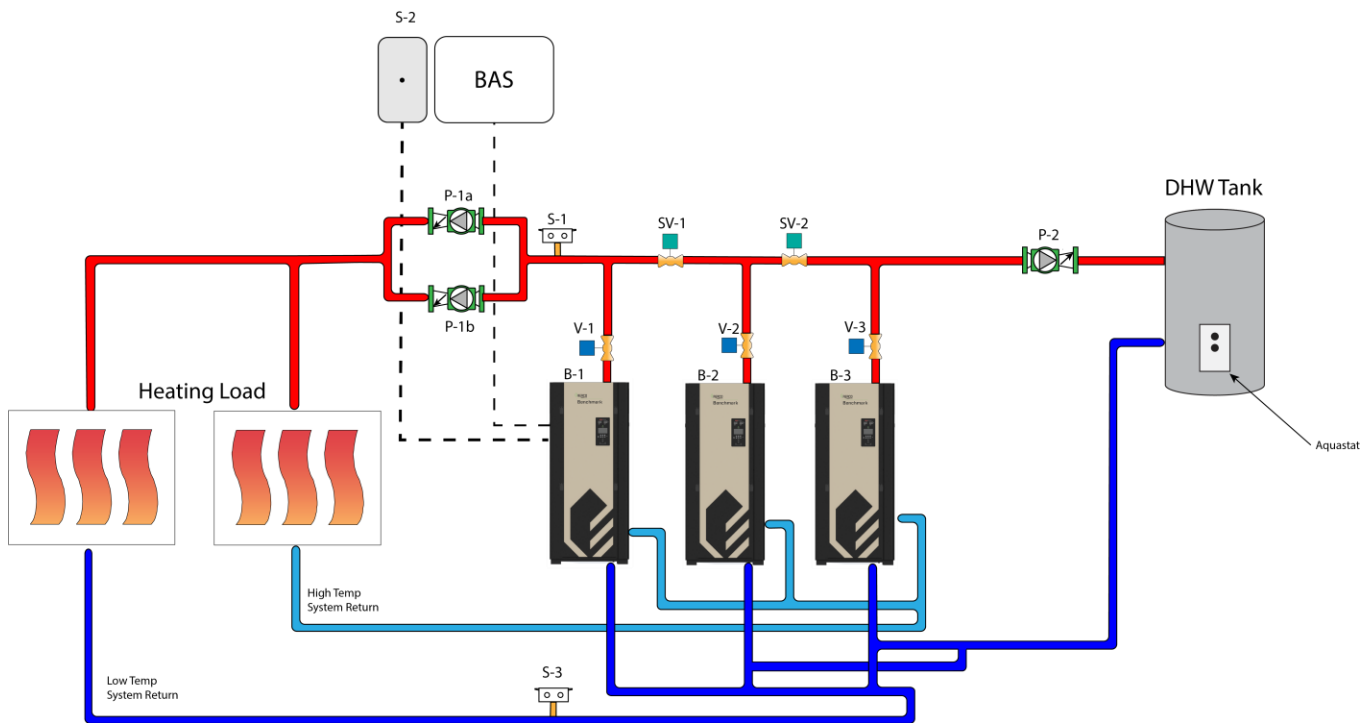 S-2
BAS
P-1a
S-1
SV-1
SV-2
DHW Tank
P-2
P-1b
V-1
V-2
V-3
Heating Load
B-1
B-2
B-3
Benchmark
Benchmark
Benchmark
Aquastat
High Temp
System Return
Low Temp
System Return
S-3